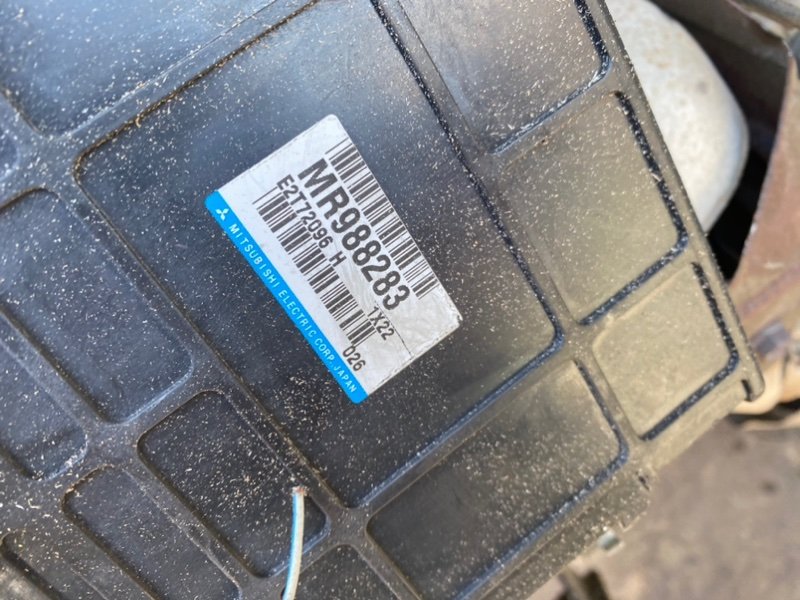 MR988283
E2T72096 H
1X22
026
MITSUBISHI ELECTRIC CORP. JAPAN